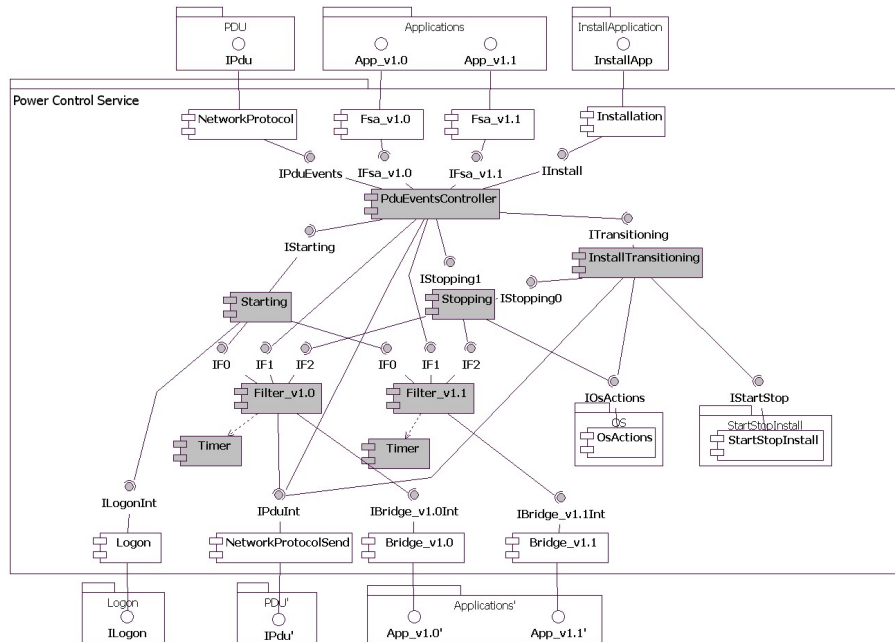 PDU
Applications
InstallApplication
IPdu
App_v1.0
App_v1.1
InstallApp
Power Control Service
NetworkProtocol
Fsa_v1.0
Fsa_v1.1
Installation
IPduEvents
IFsa_v1.0
IFsa_v1.1
IInstall
PduEventsController
IStarting
ITransitioning
InstallTransitioning
IStopping1
IStopping0
Starting
Stopping
IF0
IF1
IF2
IF0
IF1
IF2
Filter_v1.0
Filter_v1.1
IOsActions
IStartStop
OS
StartStopInstall
OsActions
StartStopInstall
Timer
Timer
ILogonInt
IPduInt
IBridge_v1.0Int
IBridge_v1.1Int
Logon
NetworkProtocolSend
Bridge_v1.0
Bridge_v1.1
Logon
PDU'
Applications'
ILogon
IPdu'
App_v1.0'
App_v1.1'